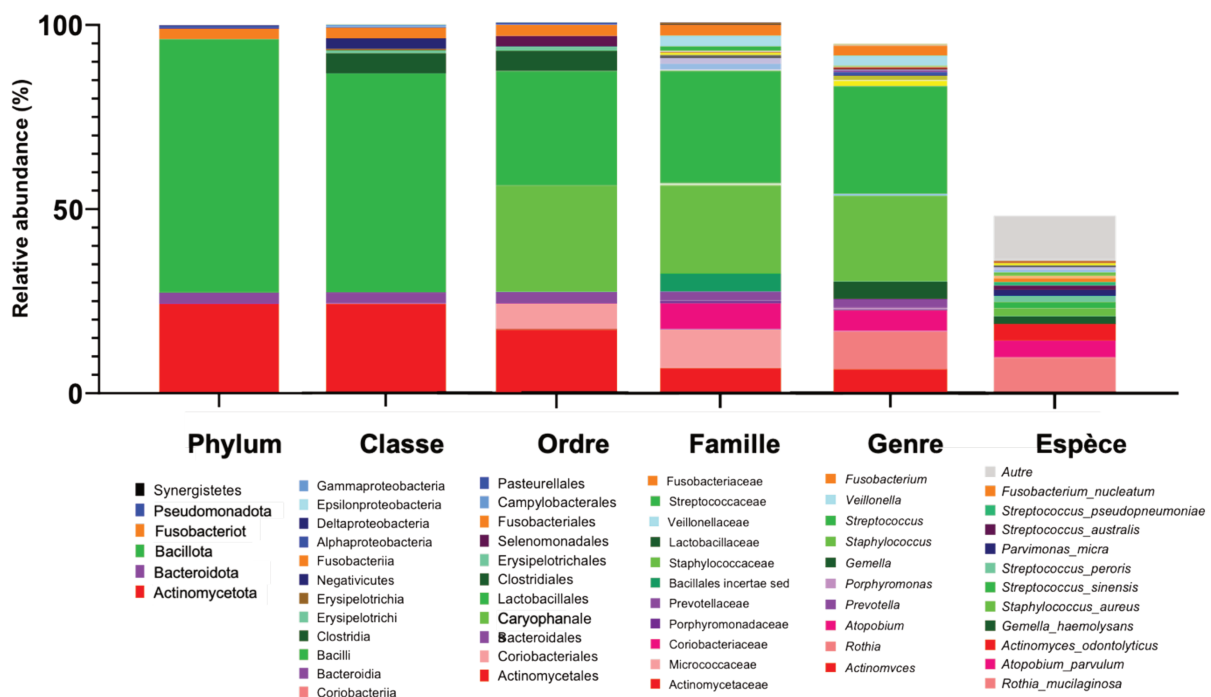 Relative abundance (%)
100
50
0
Phylum
Classe
Ordre
Famille
Genre
Espèce
Synergistetes
Pseudomonadota
Fusobacteriot
Bacillota
Bacteroidota
Actinomycetota
Gammaproteobacteria
Epsilonproteobacteria
Deltaproteobacteria
Alphaproteobacteria
Fusobacteriia
Negativicutes
Erysipelotrichia
Erysipelotrichi
Clostridia
Bacilli
Bacteroidia
Coriobacteriia
Pasteurellales
Campylobacterales
Fusobacteriales
Selenomonadales
Erysipelotrichales
Clostridiales
Lactobacillales
Caryophanale
s
Bacteroidales
Coriobacteriales
Actinomycetales
Fusobacteriaceae
Streptococcaceae
Veillonellaceae
Lactobacillaceae
Staphylococcaceae
Bacillales incertae sed
Prevotellaceae
Porphyromonadaceae
Coriobacteriaceae
Micrococcaceae
Actinomycetaceae
Fusobacterium
Veillonella
Streptococcus
Staphylococcus
Gemella
Porphyromonas
Prevotella
Atopobium
Rothia
Actinomyces
Autre
Fusobacterium_nucleatum
Streptococcus_pseudopneumoniae
Streptococcus_australis
Parvimonas_micra
Streptococcus_peroris
Streptococcus_sinensis
Staphylococcus_aureus
Gemella_haemolysans
Actinomyces_odontolyticus
Atopobium_parvulum
Rothia_mucilaginosa